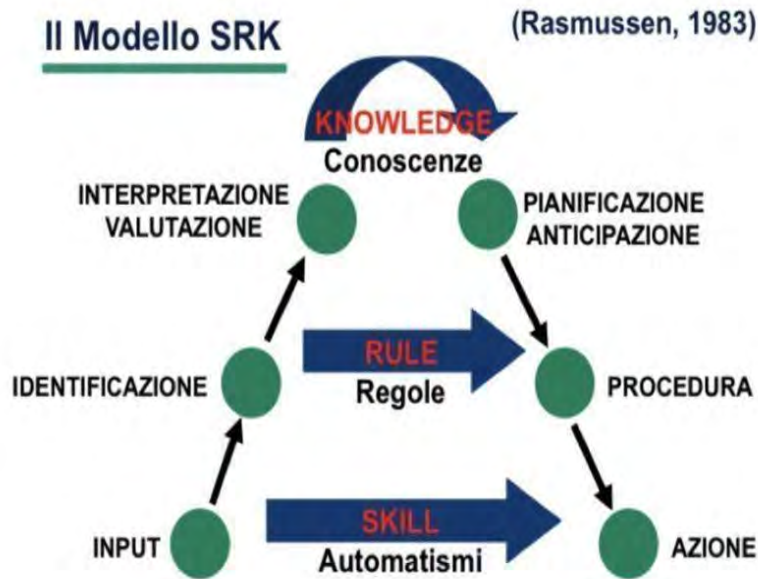 Il Modello SRK
(Rasmussen, 1983)
KNOWLEDGE
Conoscenze
INTERPRETAZIONE
VALUTAZIONE
PIANIFICAZIONE
ANTICIPAZIONE
RULE
Regole
IDENTIFICAZIONE
PROCEDURA
SKILL
Automatismi
INPUT
AZIONE